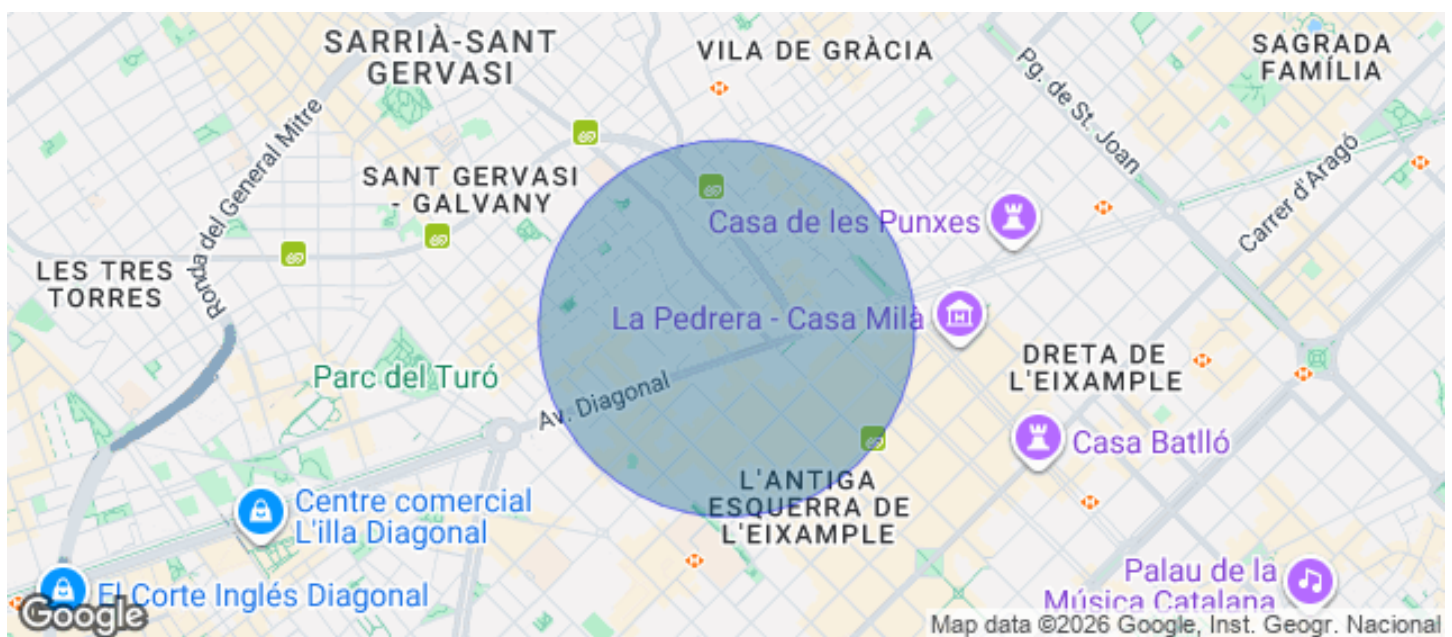 SARRIÀ-SANT
GERVASI
VILA DE GRÀCIA
SAGRADA
FAMÍLIA
Pg. de St. Joan
Ronda del General Mitre
Carrer d'Aragó
SANT GERVASI
- GALVANY
Casa de les Punxes
LES TRES
TORRES
La Pedrera - Casa Milà
DRETA DE
L'EIXAMPLE
Parc del Turó
Av. Diagonal
Casa Batlló
L'ANTIGA
ESQUERRA DE
L'EIXAMPLE
Centre comercial
L'illa Diagonal
Palau de la
Música Catalana
El Corte Inglés Diagonal
Google
Map data ©2026 Google, Inst. Geogr. Nacional